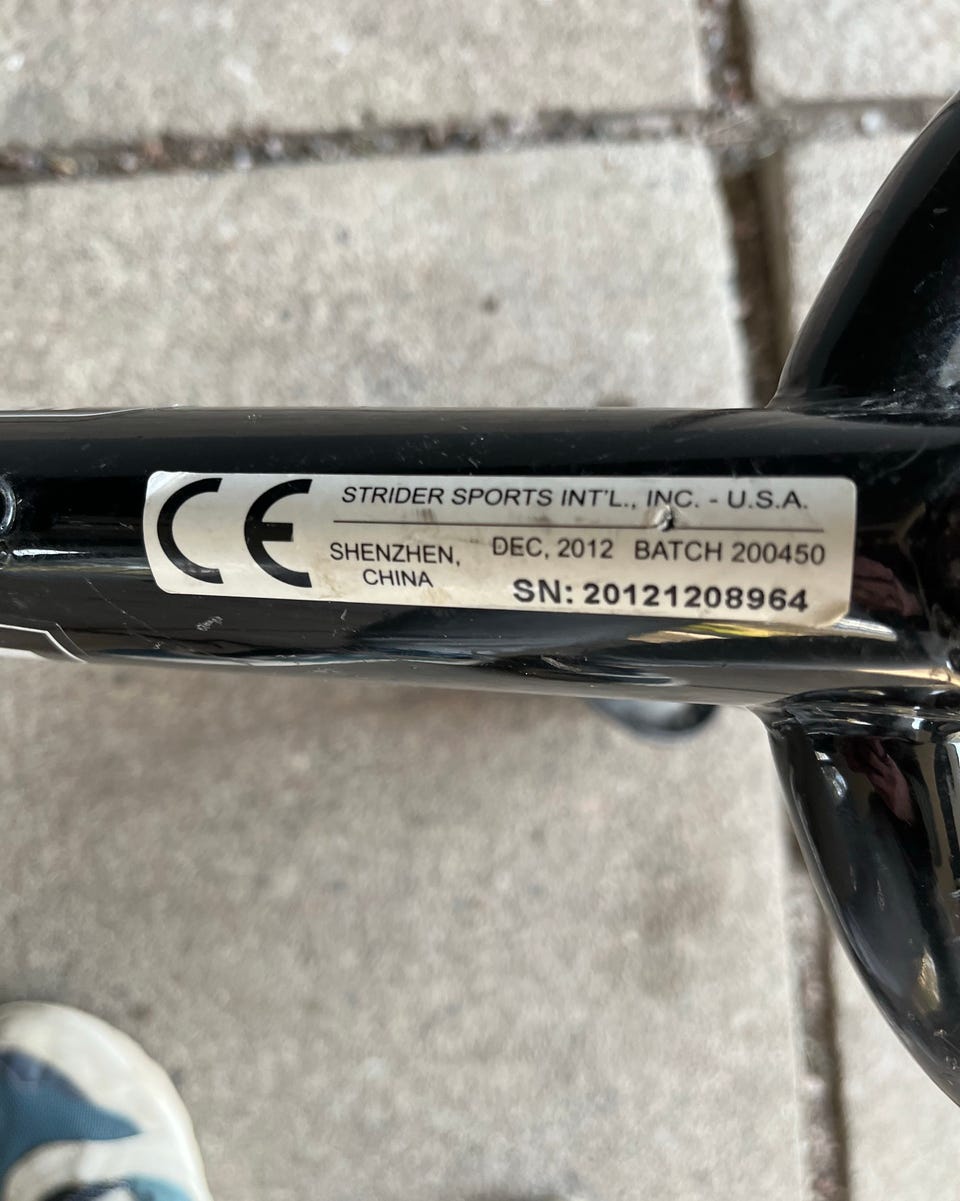 CE
STRIDER SPORTS INT'L., INC. - U.S.A.
SHENZHEN, CHINA
DEC, 2012 BATCH 200450
SN: 20121208964